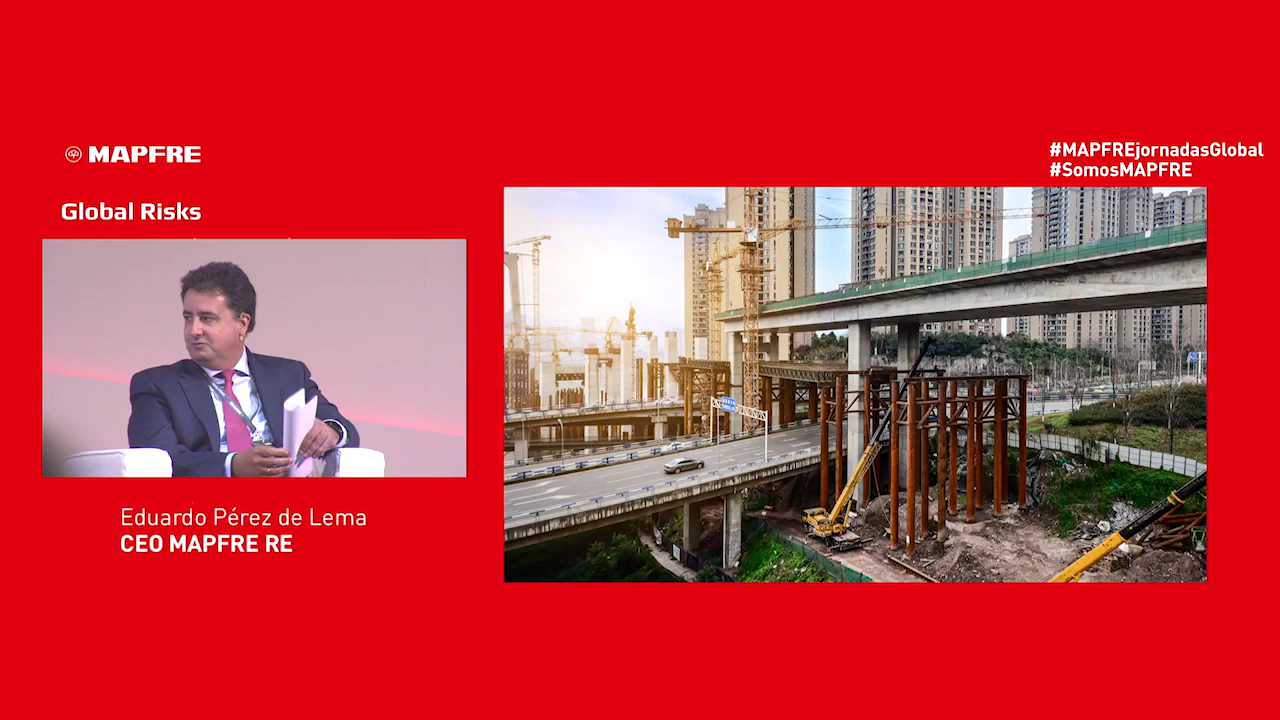 MAPFRE
#MAPFREjornadasGlobal
#SomosMAPFRE
Global Risks
Eduardo Pérez de Lema
CEO MAPFRE RE